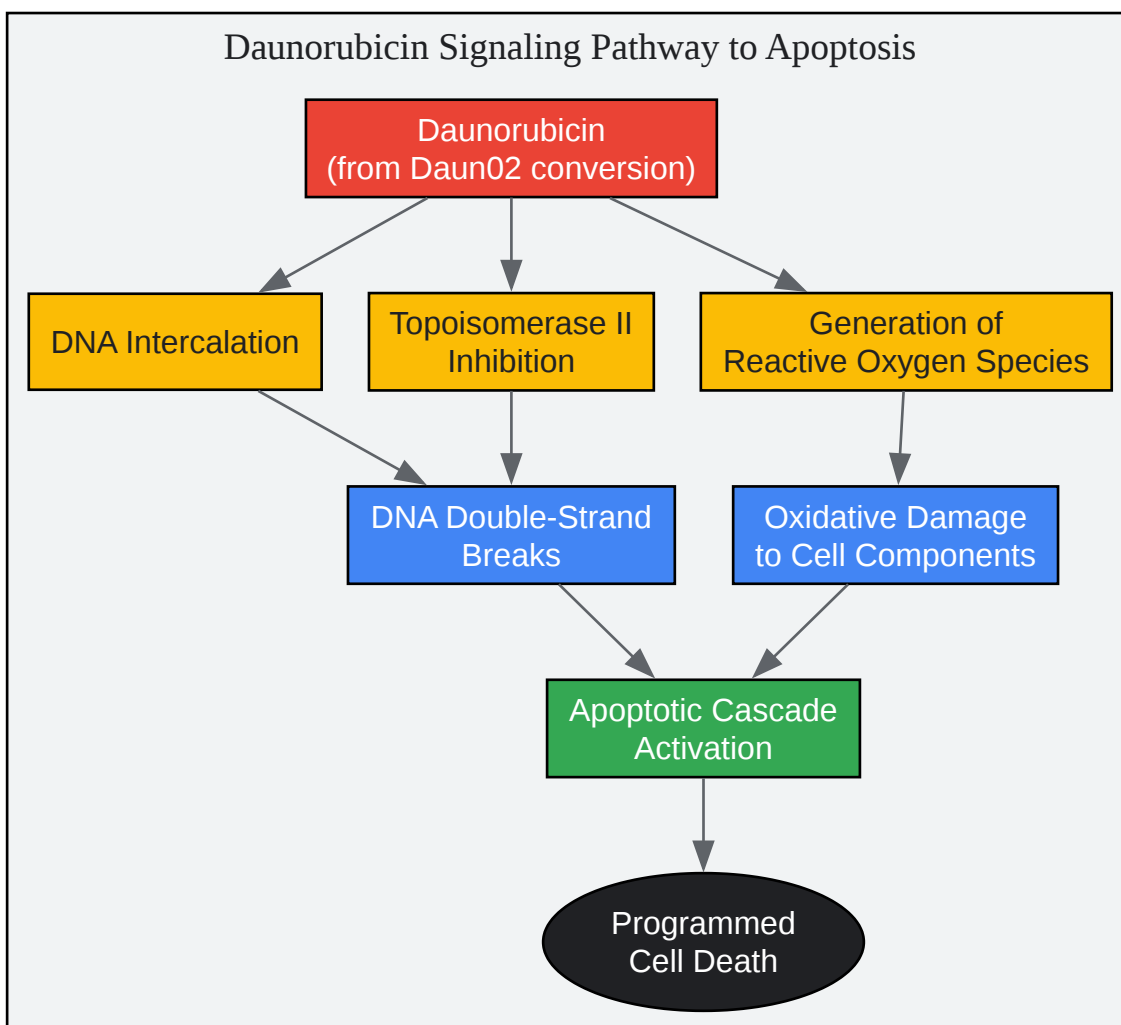 Daunorubicin Signaling Pathway to Apoptosis
Daunorubicin
(from Daun02 conversion)
DNA Intercalation
Topoisomerase II
Inhibition
Generation of
Reactive Oxygen Species
DNA Double-Strand
Breaks
Oxidative Damage
to Cell Components
Apoptotic Cascade
Activation
Programmed
Cell Death